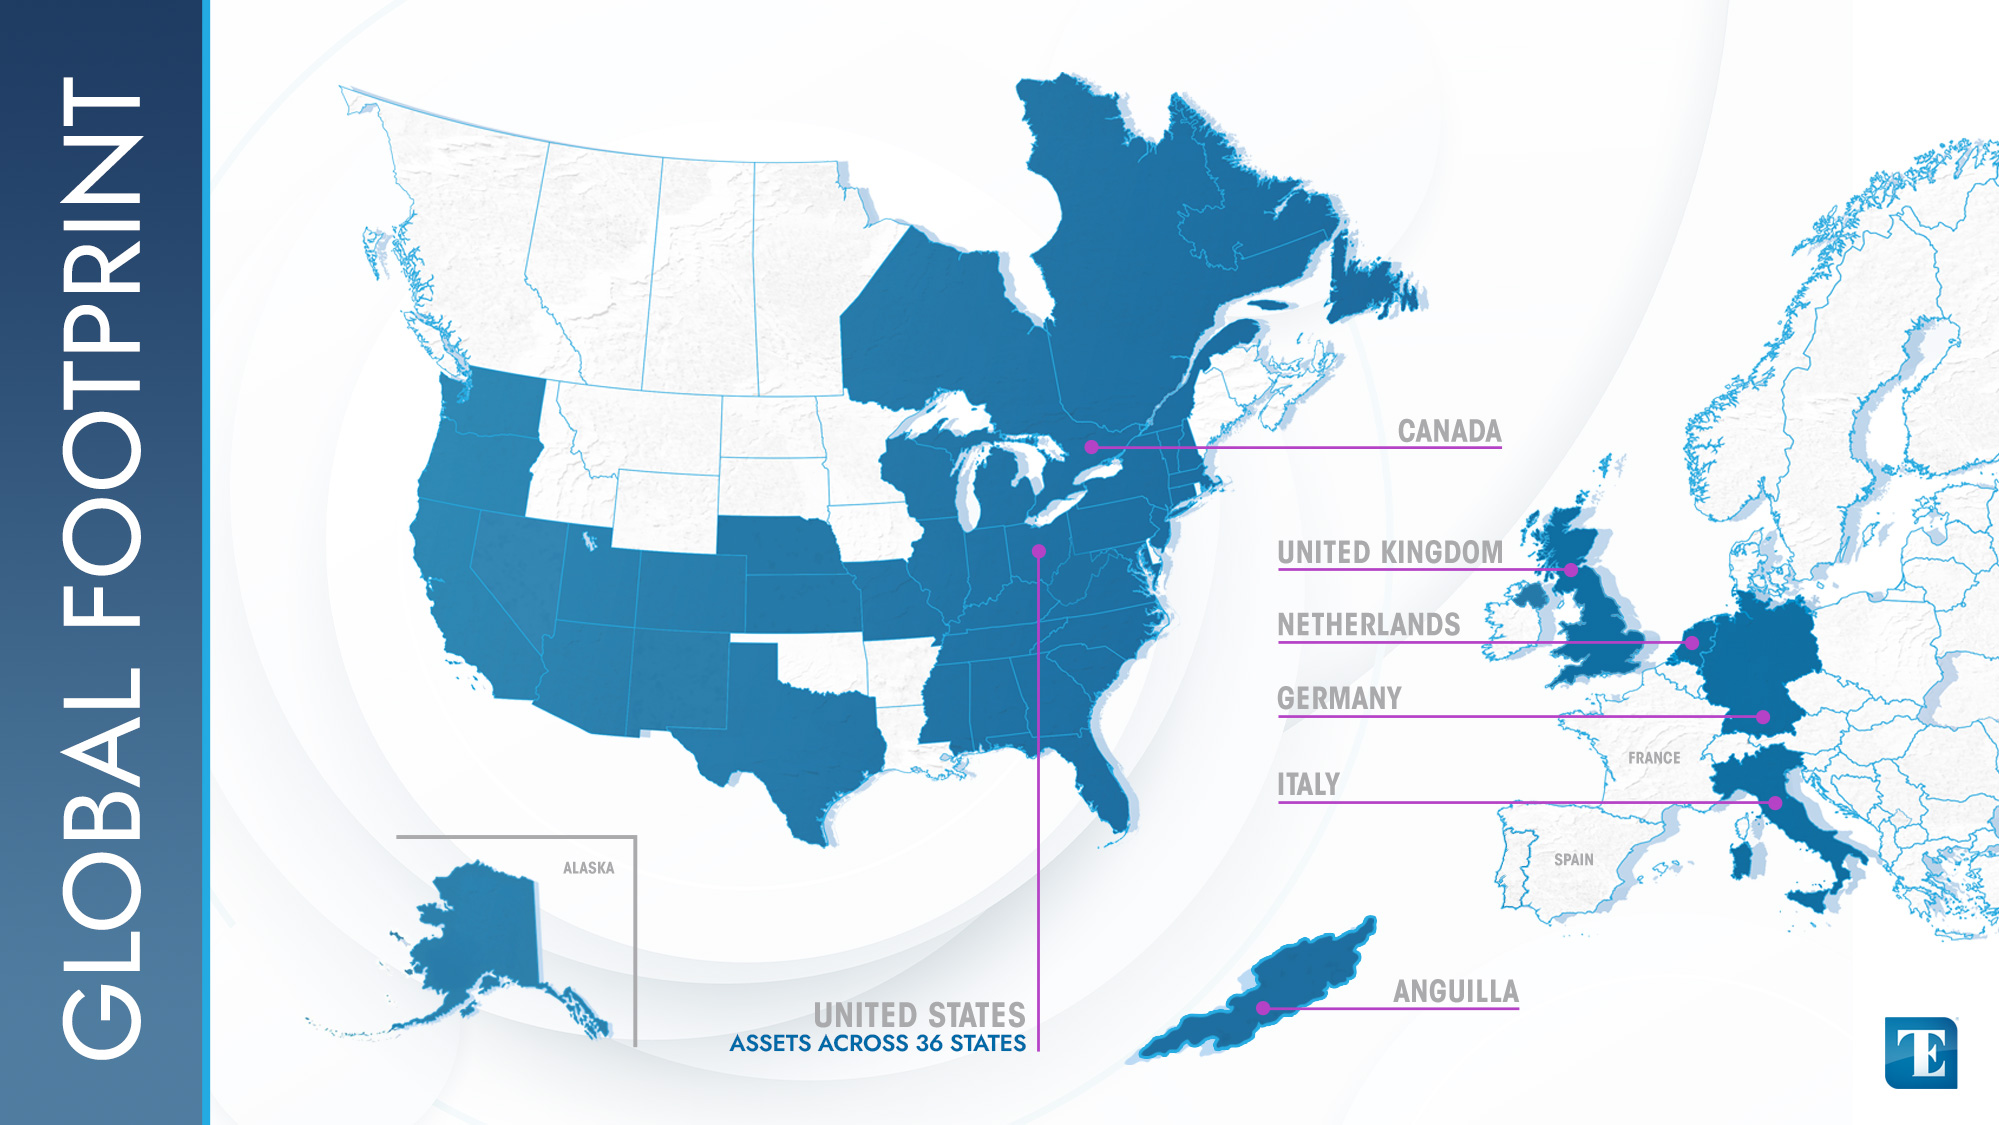 GLOBAL FOOTPRINT
CANADA
UNITED KINGDOM
NETHERLANDS
GERMANY
FRANCE
ITALY
SPAIN
ALASKA
UNITED STATES
ASSETS ACROSS 36 STATES
ANGUILLA
TE